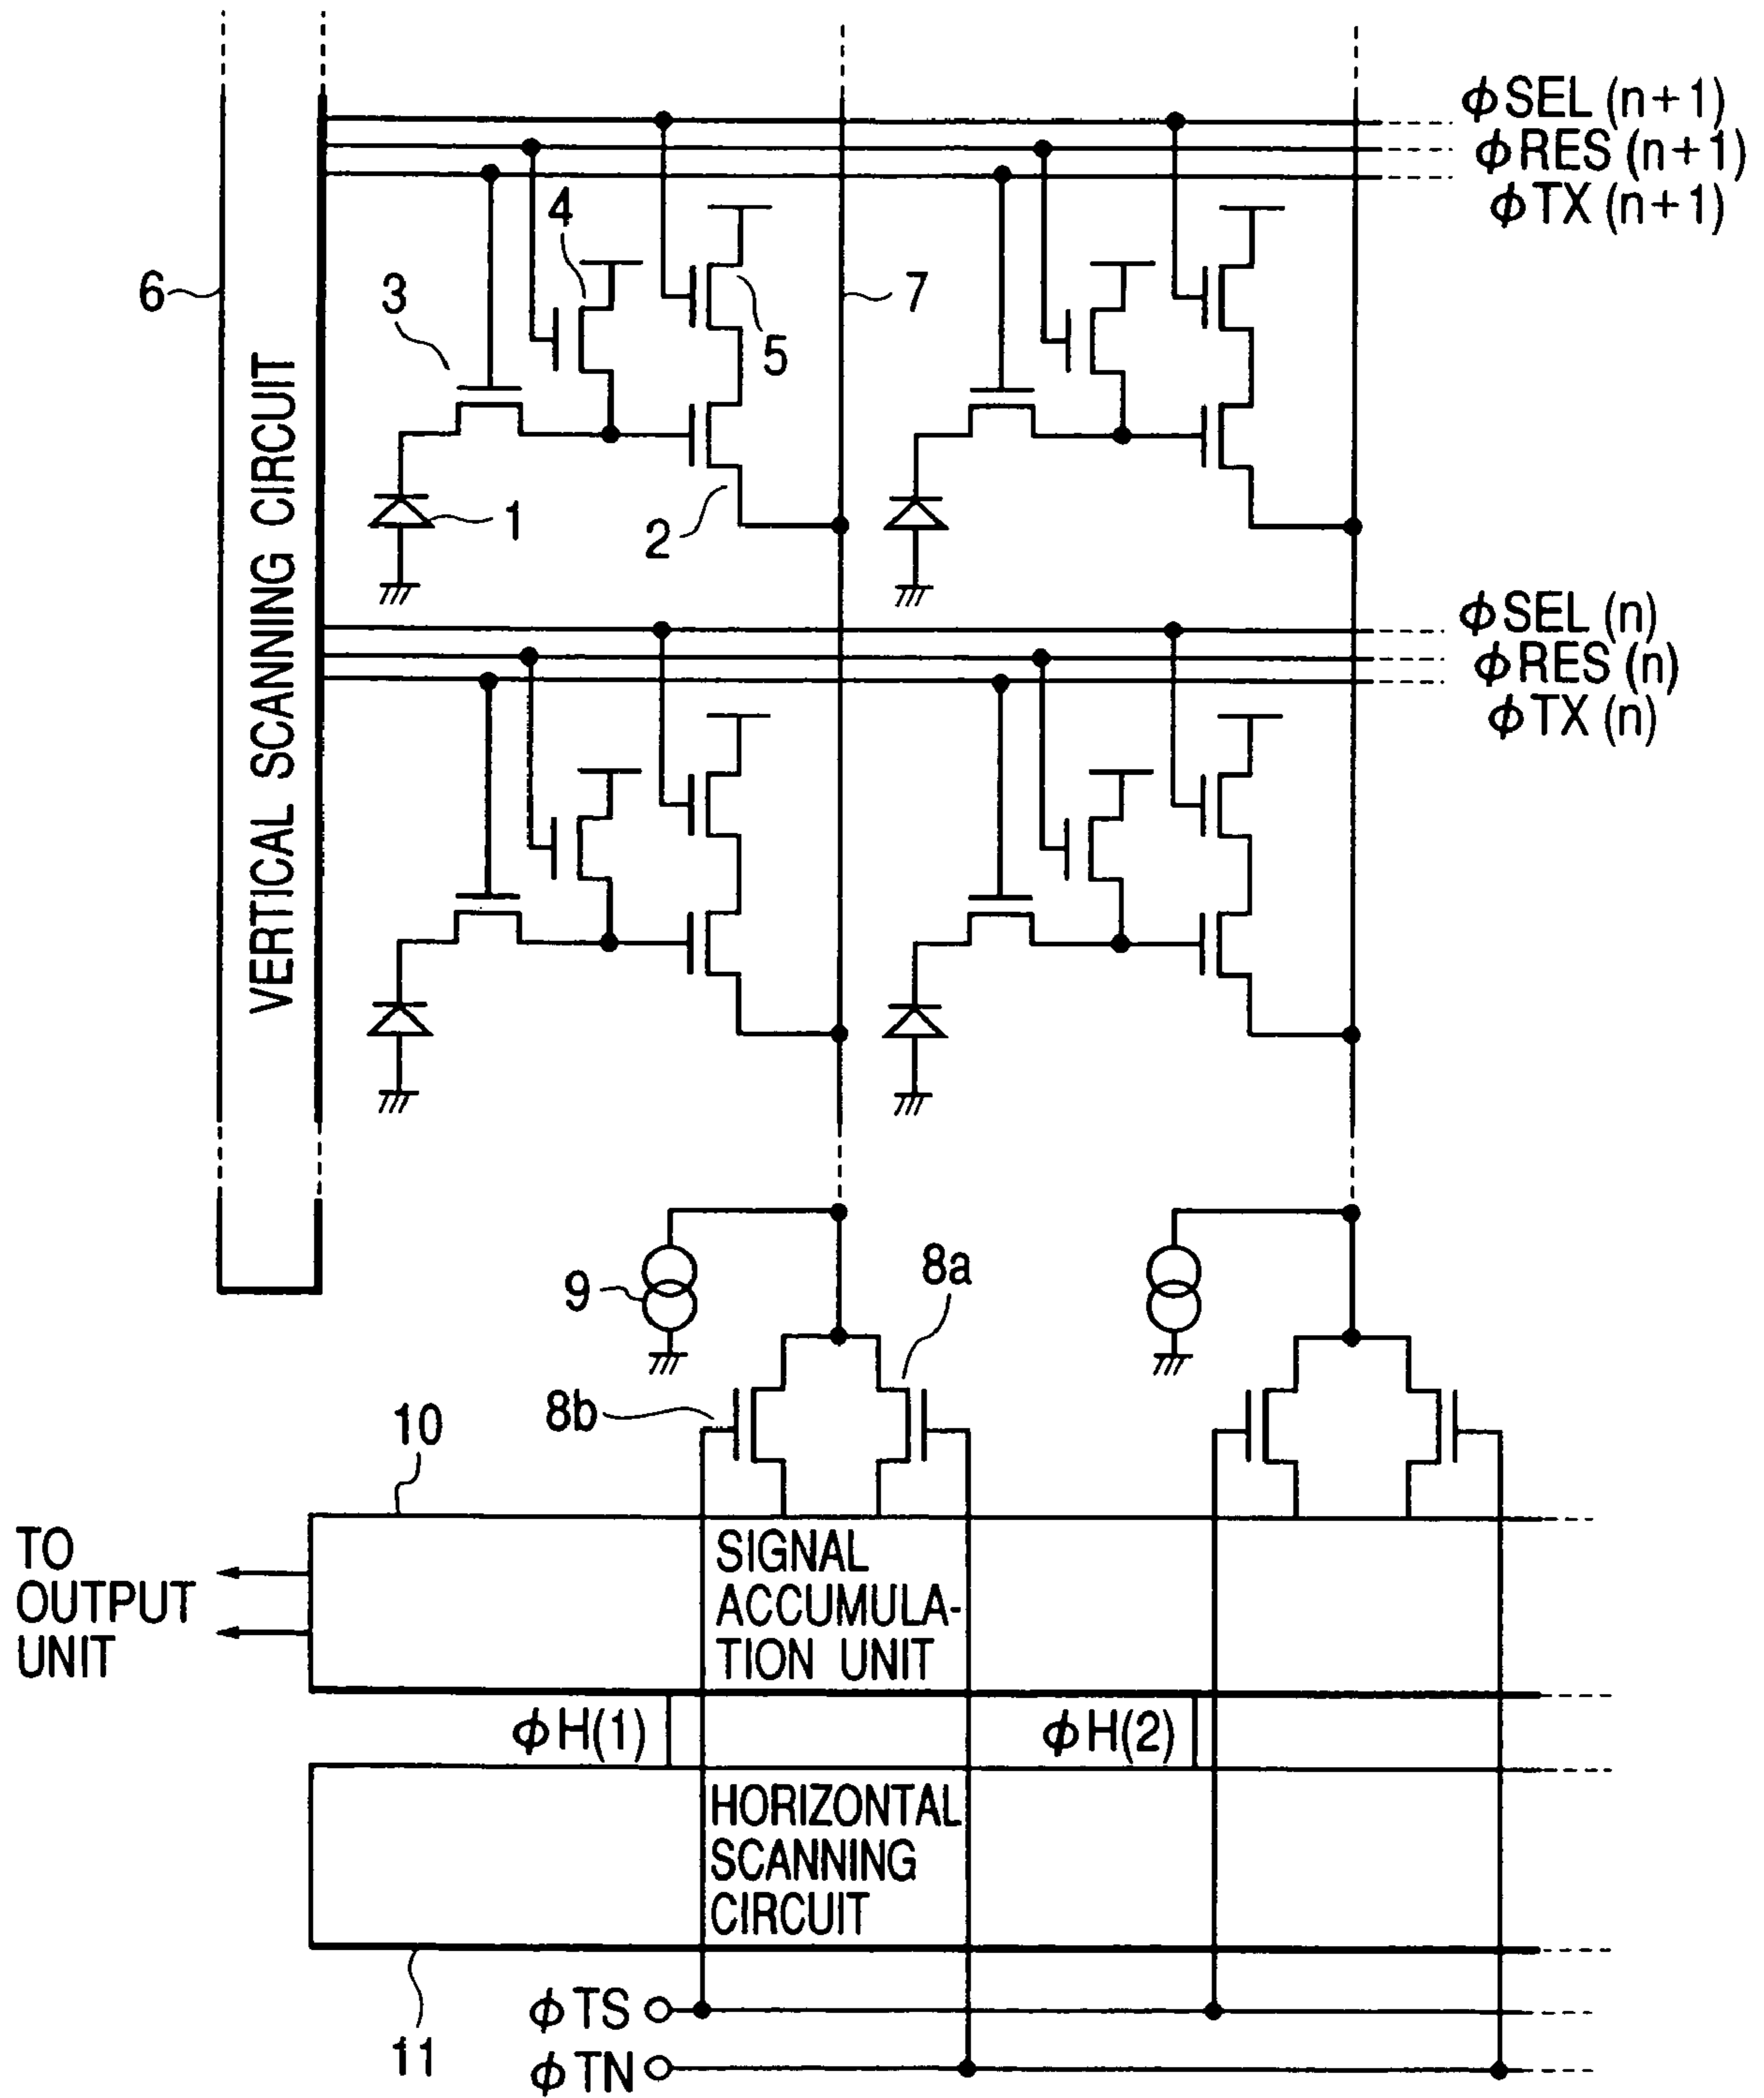 φSEL (n+1)
φRES (n+1)
φTX (n+1)
4
6
3
7
5
1
2
VERTICAL SCANNING CIRCUIT
φSEL (n)
φRES (n)
φTX (n)
9
8a
8b
10
TO
OUTPUT
UNIT
SIGNAL
ACCUMULA-
TION UNIT
φH(1)
φH(2)
HORIZONTAL
SCANNING
CIRCUIT
11
φTS
φTN